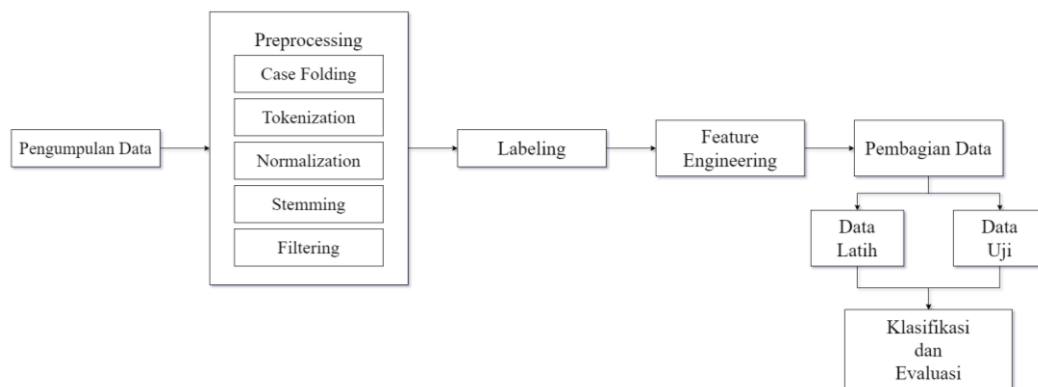 Pengumpulan Data
Preprocessing
Case Folding
Tokenization
Normalization
Stemming
Filtering
Labeling
Feature
Engineering
Pembagian Data
Data
Latih
Data
Uji
Klasifikasi
dan
Evaluasi